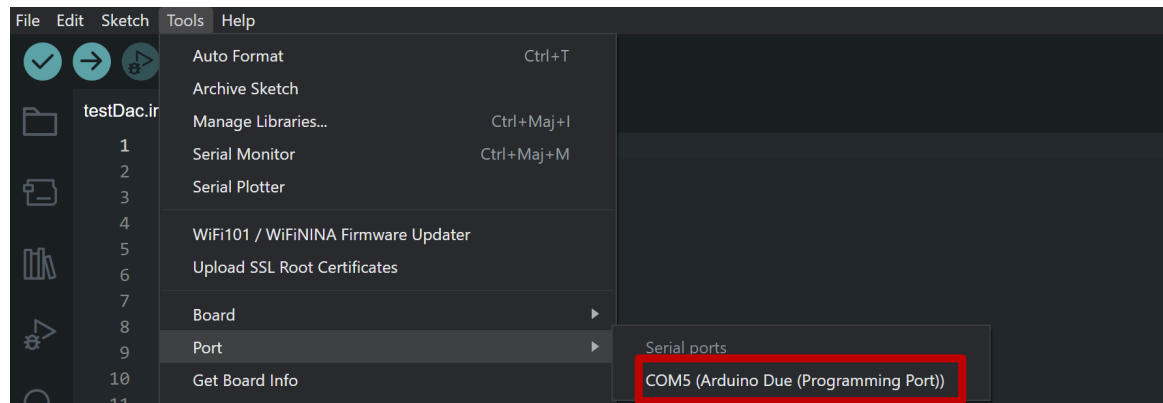 File Edit Sketch Tools Help
Auto Format Ctrl+T
Archive Sketch
testDac.ir
Manage Libraries... Ctrl+Maj+I
1
Serial Monitor Ctrl+Maj+M
2
Serial Plotter
3
4
WiFi101 / WiFiNINA Firmware Updater
5
Upload SSL Root Certificates
6
7
Board
8
Port
Serial ports
9
Get Board Info
COM5 (Arduino Due (Programming Port))
10
11